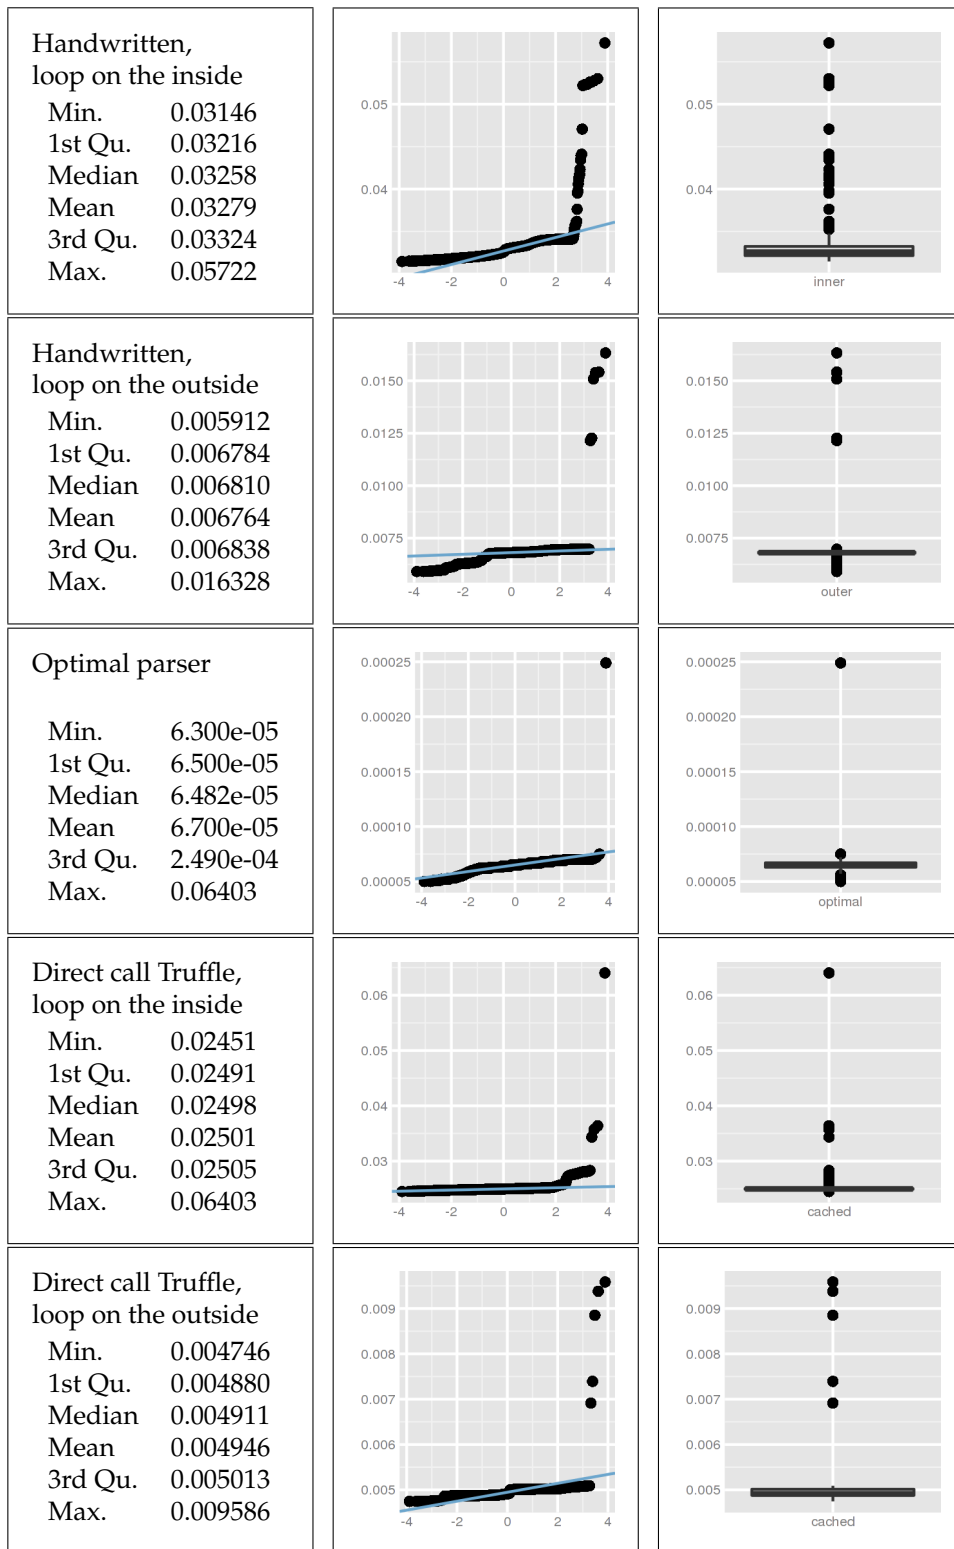 Handwritten,
loop on the inside
Min. 0.03146
1st Qu. 0.03216
Median 0.03258
Mean 0.03279
3rd Qu. 0.03324
Max. 0.05722
0.05
0.04
-4 -2 0 2 4
0.05
0.04
inner
Handwritten,
loop on the outside
Min. 0.005912
1st Qu. 0.006784
Median 0.006810
Mean 0.006764
3rd Qu. 0.006838
Max. 0.016328
0.0150
0.0125
0.0100
0.0075
-4 -2 0 2 4
0.0150
0.0125
0.0100
0.0075
outer
Optimal parser
Min. 6.300e-05
1st Qu. 6.500e-05
Median 6.482e-05
Mean 6.700e-05
3rd Qu. 2.490e-04
Max. 0.06403
0.00025
0.00020
0.00015
0.00010
0.00005
-4 -2 0 2 4
0.00025
0.00020
0.00015
0.00010
0.00005
optimal
Direct call Truffle,
loop on the inside
Min. 0.02451
1st Qu. 0.02491
Median 0.02498
Mean 0.02501
3rd Qu. 0.02505
Max. 0.06403
0.06
0.05
0.04
0.03
-4 -2 0 2 4
0.06
0.05
0.04
0.03
cached
Direct call Truffle,
loop on the outside
Min. 0.004746
1st Qu. 0.004880
Median 0.004911
Mean 0.004946
3rd Qu. 0.005013
Max. 0.009586
0.009
0.008
0.007
0.006
0.005
-4 -2 0 2 4
0.009
0.008
0.007
0.006
0.005
cached